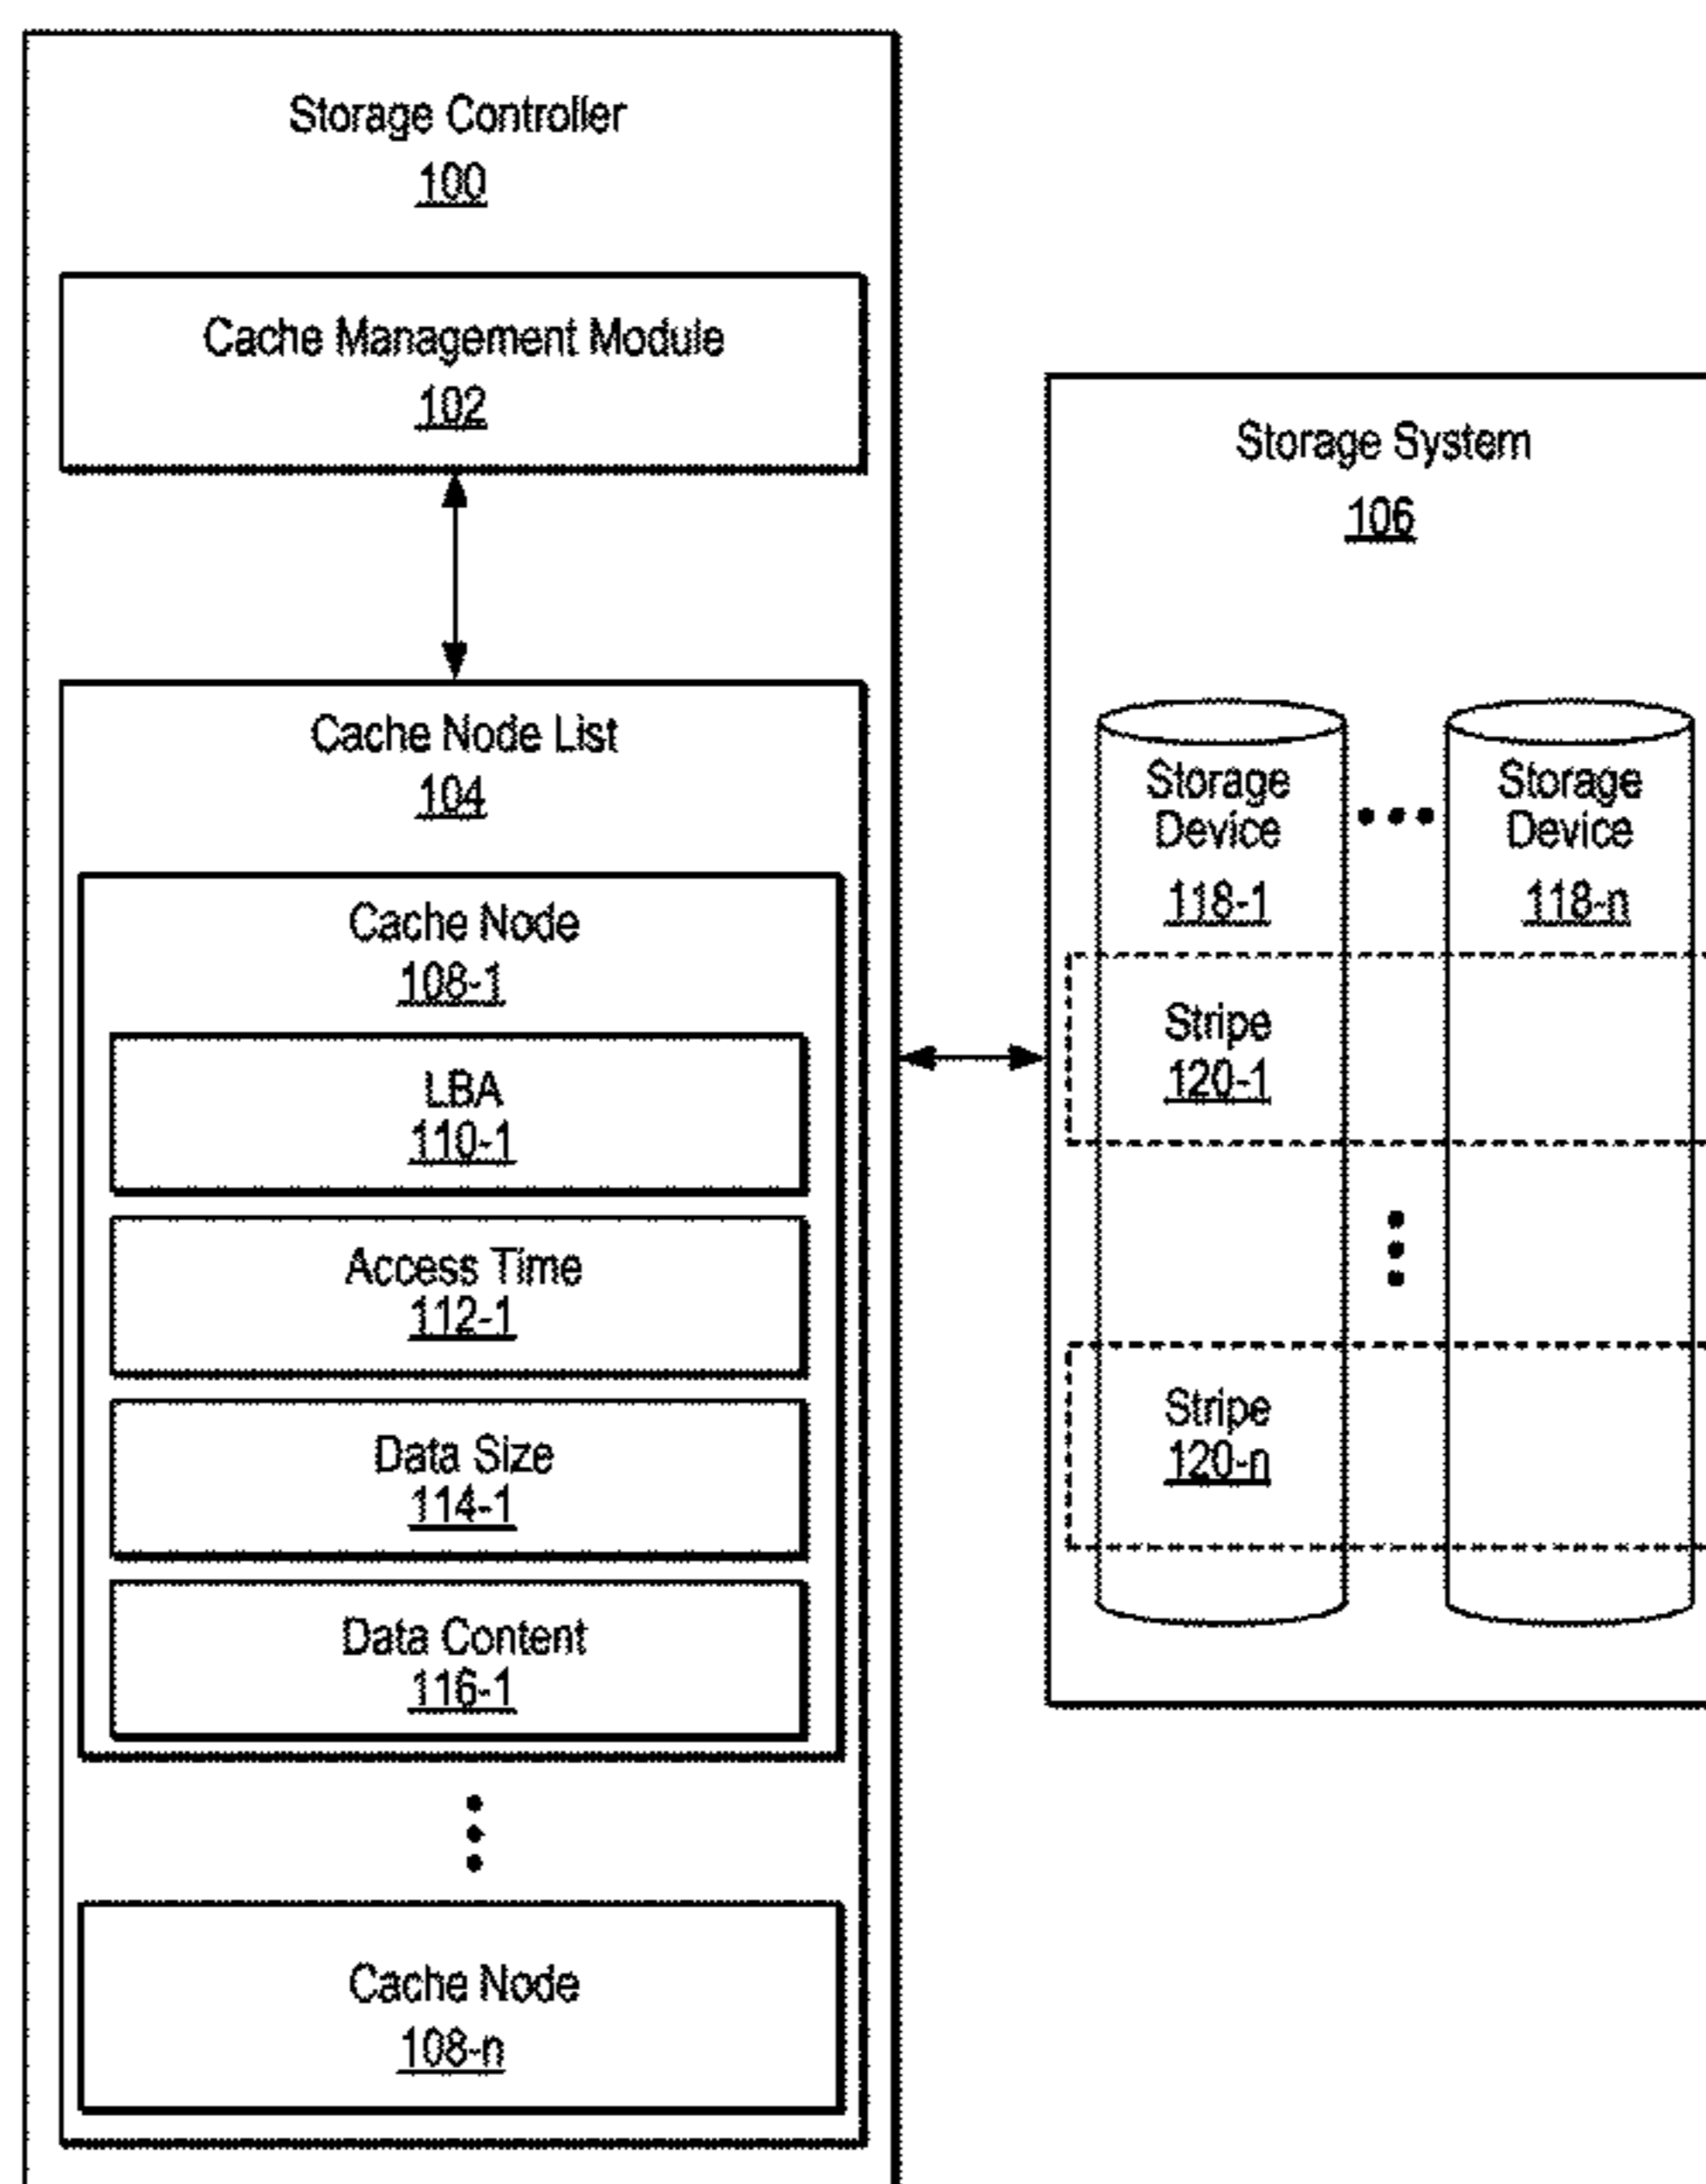 Storage Controller
100
Cache Management Module
102
Cache Node List
104
Cache Node
108-1
LBA
110-1
Access Time
112-1
Data Size
114-1
Data Content
116-1
Cache Node
108-n
Storage System
106
Storage
Device
118-1
Storage
Device
118-n
Stripe
120-1
Stripe
120-n